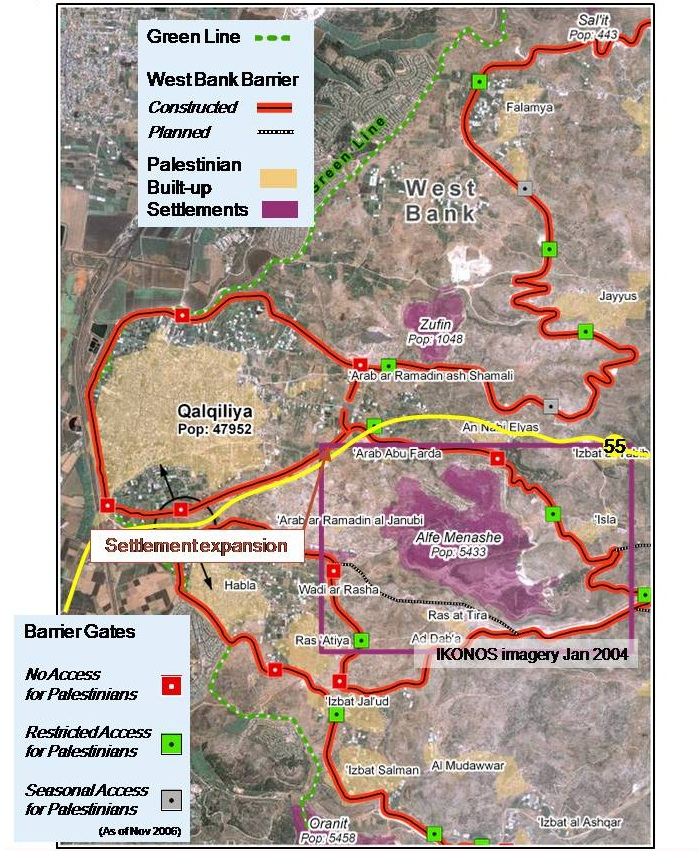 Green Line
West Bank Barrier
Constructed
Planned
Palestinian
Built-up
Settlements
Sal'it
Pop: 443
Falamya
Green Line
West
Bank
Jayyus
Zufin
Pop: 1048
'Arab ar Ramadin ash Shamali
Qalqiliya
Pop: 47952
An Nabi Elyas
55
'Arab Abu Farda
'Izbat
'Arab ar Ramadin al Janubi
'Isla
Settlement expansion
Alfe Menashe
Pop: 5433
Habla
Wadi ar Rasha
Ras at Tira
Ras 'Atiya
Ad Dab'a
IKONOS imagery Jan 2004
Barrier Gates
No Access
for Palestinians
Restricted Access
for Palestinians
Seasonal Access
for Palestinians
(As of Nov 2006)
'Izbat Jal'ud
'Izbat Salman
Al Mudawwar
Oranit
Pop: 5458
'Izbat al Ashqar